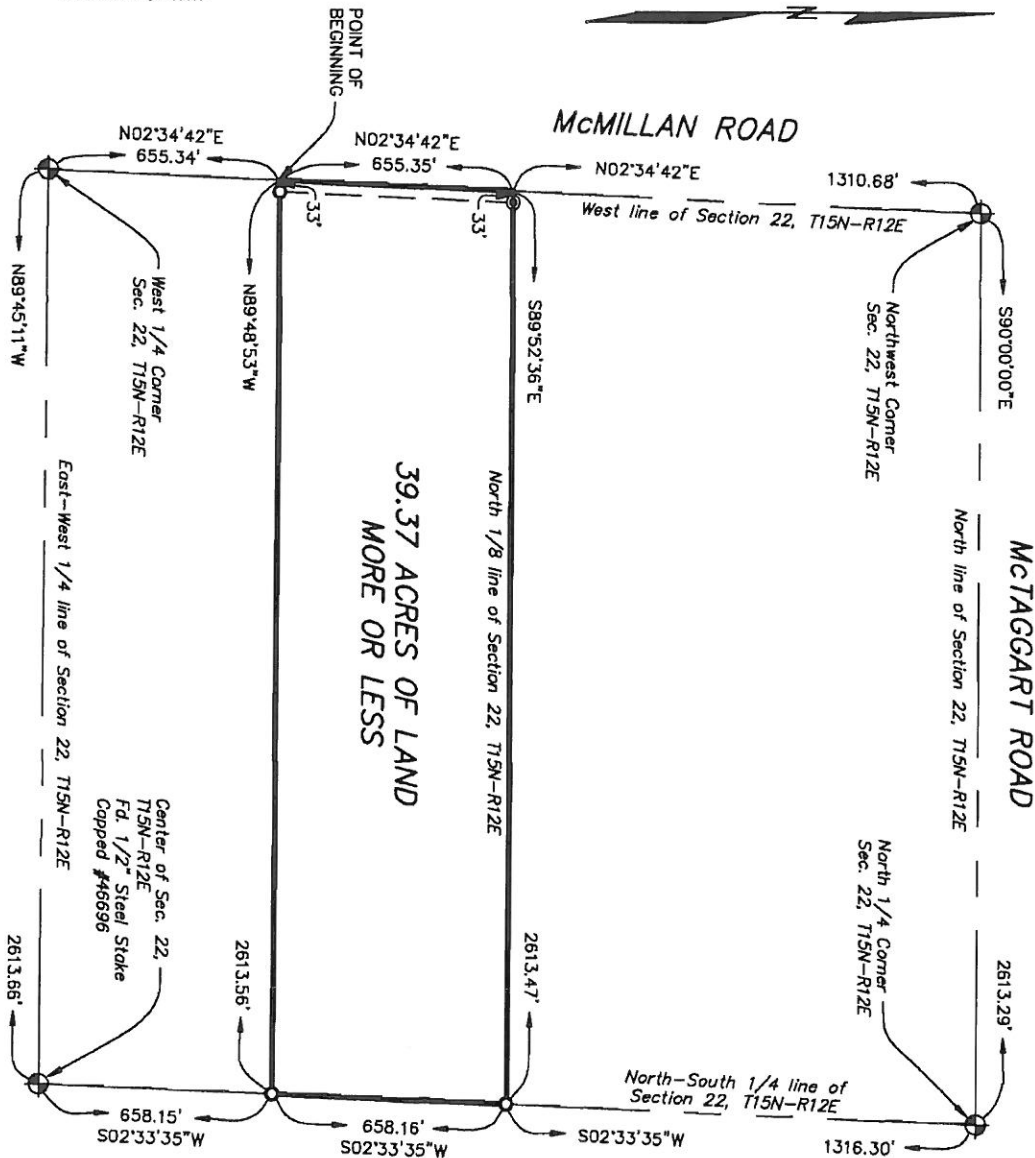 N
McMILLAN ROAD
POINT OF
BEGINNING
N02°34'42"E
655.34'
N02°34'42"E
655.35'
N02°34'42"E
1310.68'
West line of Section 22, T15N-R12E
33'
33'
N89°45'11"W
West 1/4 Corner
Sec. 22, T15N-R12E
N89°48'53"W
S89°52'36"E
Northwest Corner
Sec. 22, T15N-R12E
S90°00'00"E
McTAGGART ROAD
North line of Section 22, T15N-R12E
North 1/8 line of Section 22, T15N-R12E
39.37 ACRES OF LAND
MORE OR LESS
East-West 1/4 line of Section 22, T15N-R12E
Center of Sec. 22,
T15N-R12E
Fd. 1/2" Steel Stake
Capped #46696
North 1/4 Corner
Sec. 22, T15N-R12E
2613.66'
2613.56'
2613.47'
2613.29'
North-South 1/4 line of
Section 22, T15N-R12E
658.15'
S02°33'35"W
658.16'
S02°33'35"W
S02°33'35"W
1316.30'